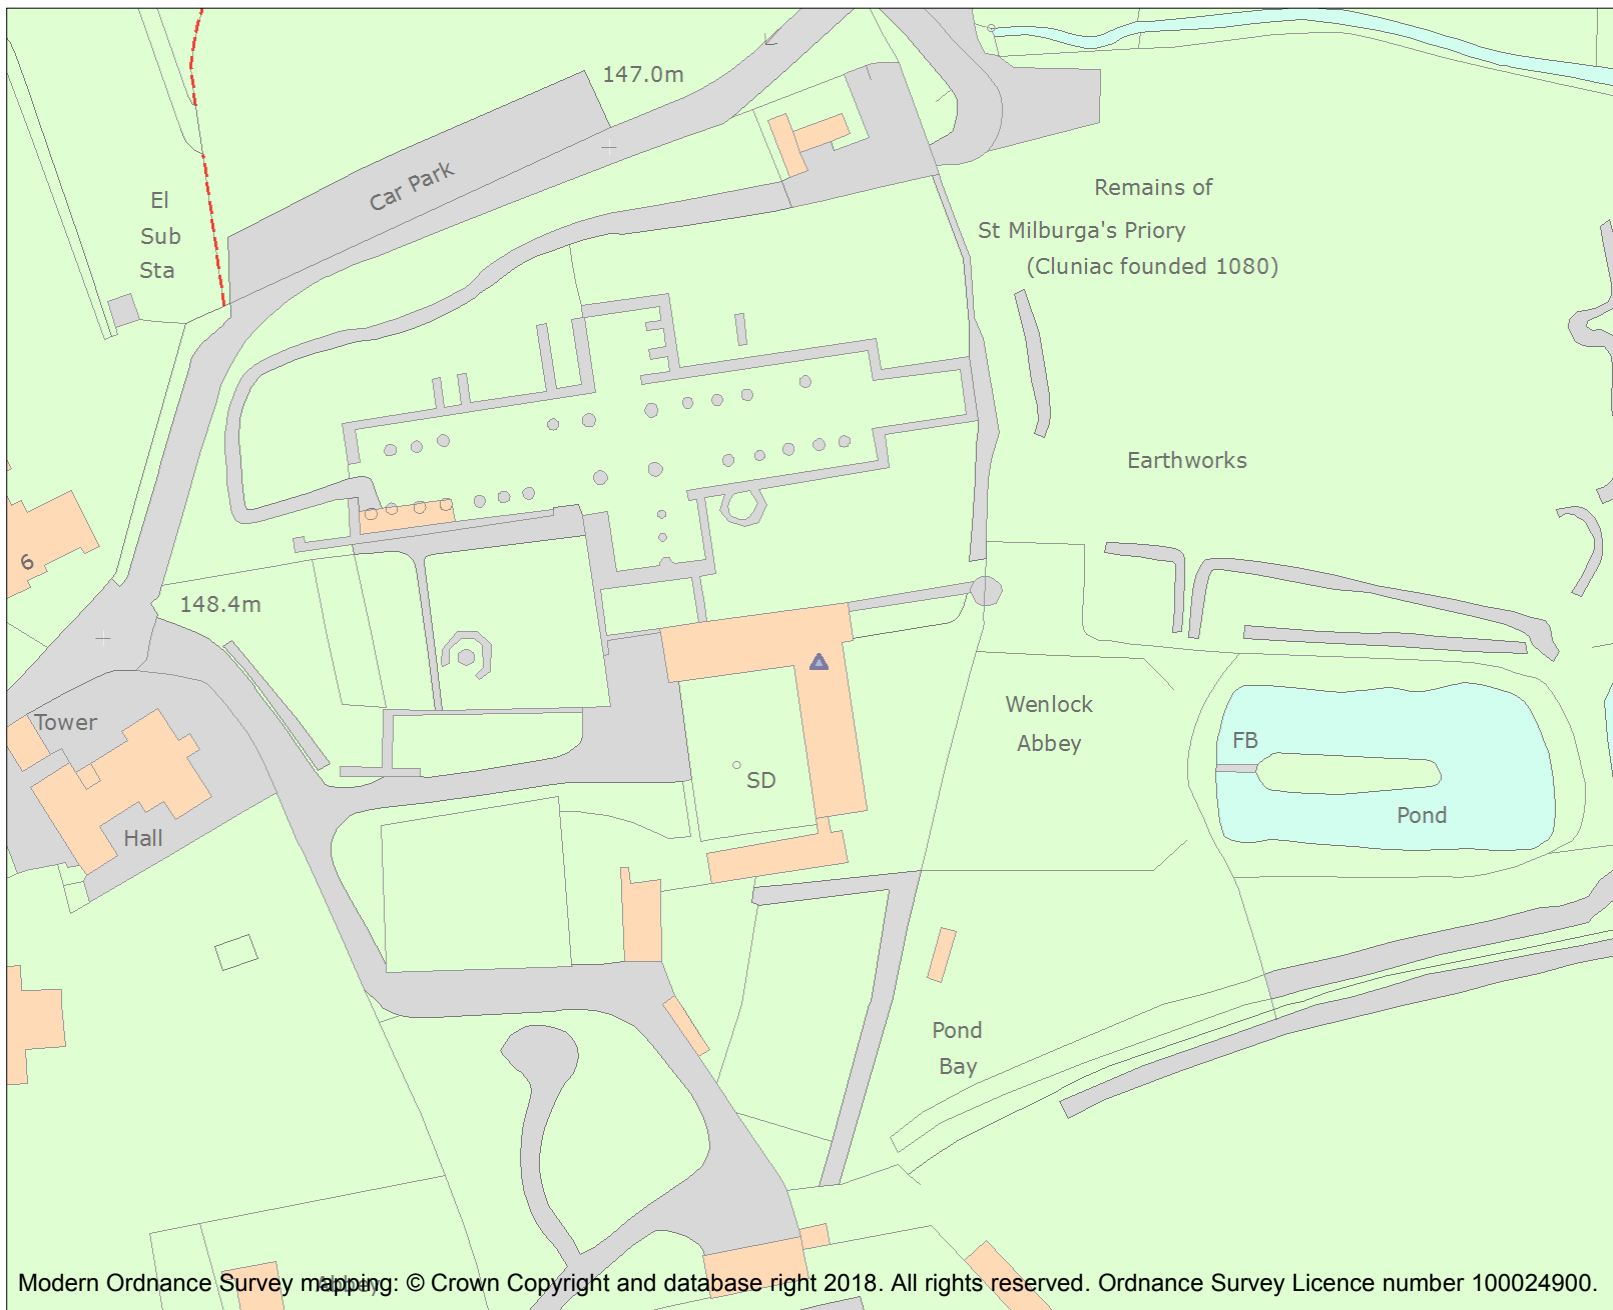 147.0m
Car Park
El
Sub
Sta
Remains of
St Milburga's Priory
(Cluniac founded 1080)
Earthworks
6
148.4m
Tower
Wenlock
Abbey
FB
SD
Pond
Hall
Pond
Bay
Abbey
Modern Ordnance Survey mapping: © Crown Copyright and database right 2018. All rights reserved. Ordnance Survey Licence number 100024900.